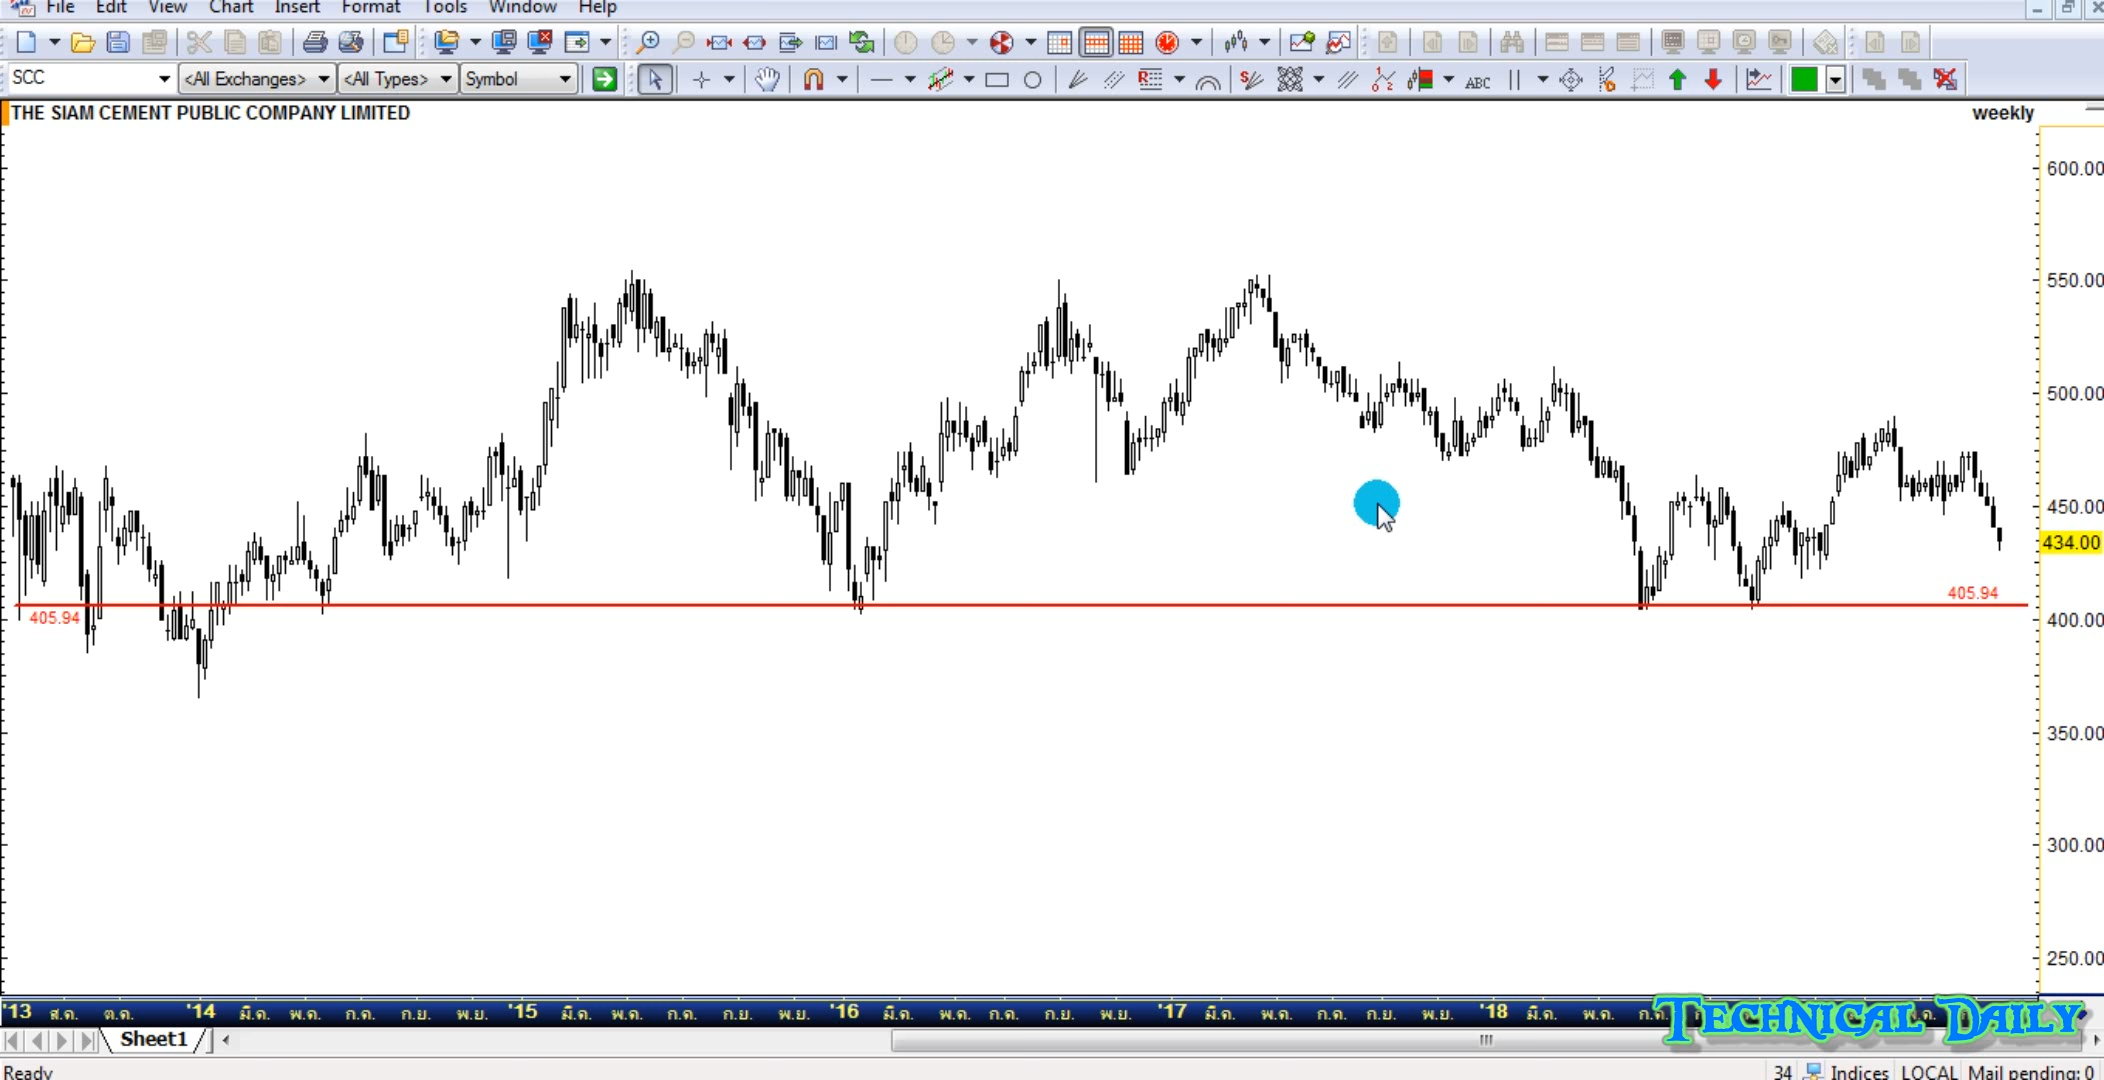 File Edit View Chart Insert Format Tools Window Help
SCC <All Exchanges> <All Types> Symbol ABC
THE SIAM CEMENT PUBLIC COMPANY LIMITED weekly
600.00
550.00
500.00
450.00
434.00
405.94
405.94
400.00
350.00
300.00
250.00
'13 ส.ค. ต.ค. '14 มี.ค. พ.ค. ก.ค. ก.ย. พ.ย. '15 มี.ค. พ.ค. ก.ค. ก.ย. พ.ย. '16 มี.ค. พ.ค. ก.ค. ก.ย. พ.ย. '17 มี.ค. พ.ค. ก.ค. ก.ย. พ.ย. '18 มี.ค. พ.ค.
TECHNICAL DAILY
Sheet1
Ready 34 Indices LOCAL Mail pending: 0